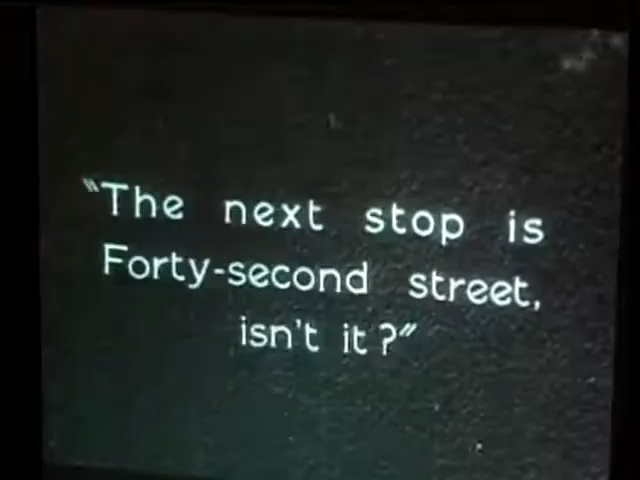 "The next stop is
Forty-second street,
isn't it?"